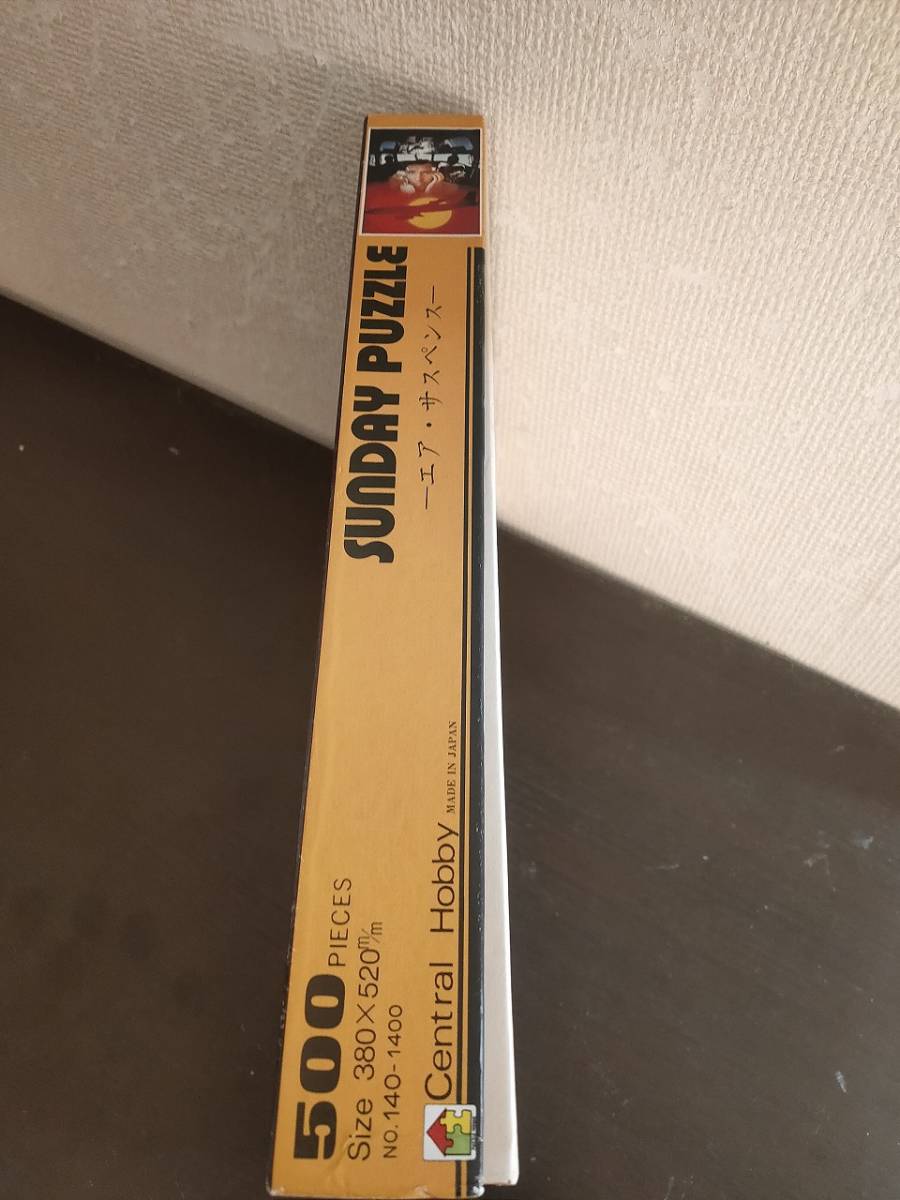 500 PIECES
Size 380×520m/m
NO.140-1400
Central Hobby MADE IN JAPAN
SUNDAY PUZZLE
—エア・サスペンス—